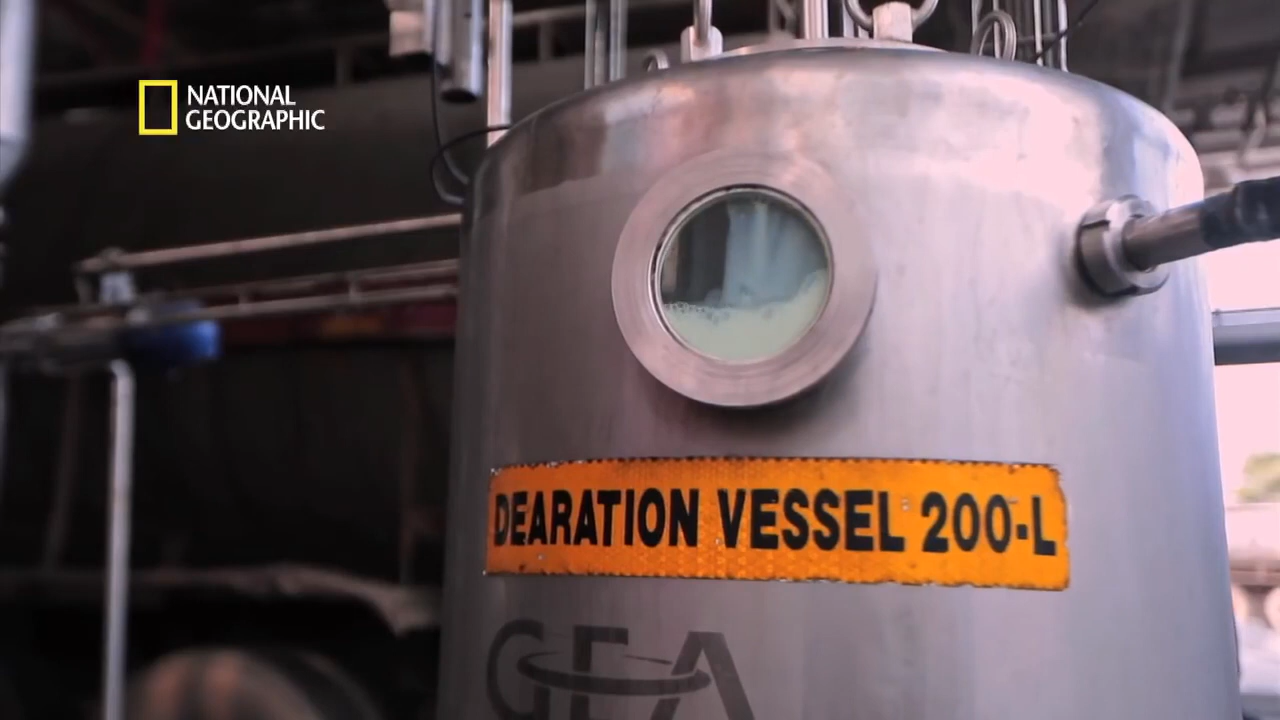 NATIONAL
GEOGRAPHIC
DEARATION VESSEL 200-L
GEA